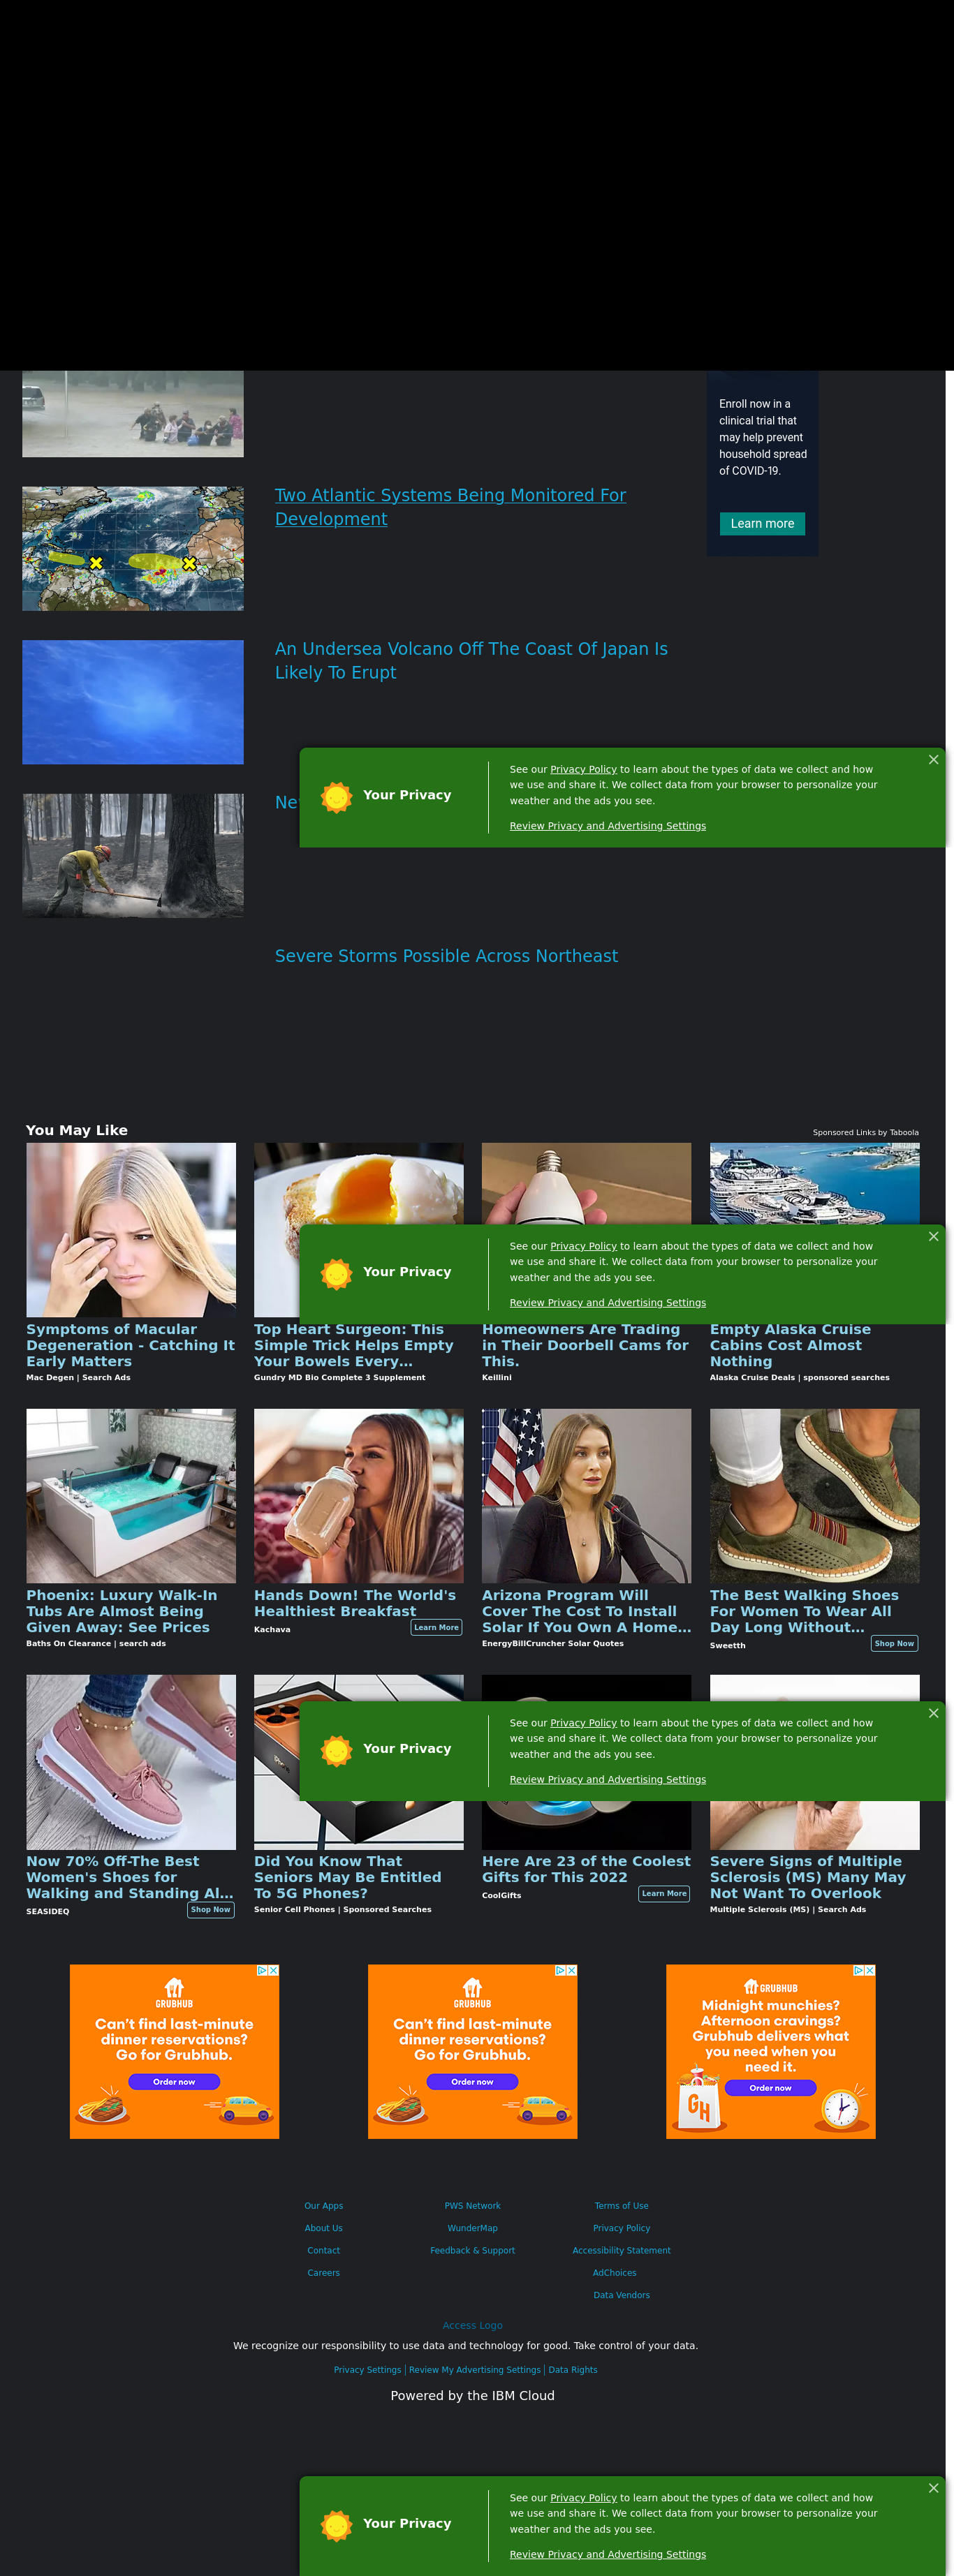 Enroll now in a
clinical trial that
may help prevent
household spread
of COVID-19.
Learn more
Two Atlantic Systems Being Monitored For
Development
An Undersea Volcano Off The Coast Of Japan Is
Likely To Erupt
See our Privacy Policy to learn about the types of data we collect and how
we use and share it. We collect data from your browser to personalize your
weather and the ads you see.
Your Privacy
Review Privacy and Advertising Settings
Severe Storms Possible Across Northeast
You May Like
Sponsored Links by Taboola
See our Privacy Policy to learn about the types of data we collect and how
we use and share it. We collect data from your browser to personalize your
weather and the ads you see.
Your Privacy
Review Privacy and Advertising Settings
Symptoms of Macular
Degeneration - Catching It
Early Matters
Mac Degen | Search Ads
Top Heart Surgeon: This
Simple Trick Helps Empty
Your Bowels Every...
Gundry MD Bio Complete 3 Supplement
Homeowners Are Trading
in Their Doorbell Cams for
This.
Keillini
Empty Alaska Cruise
Cabins Cost Almost
Nothing
Alaska Cruise Deals | sponsored searches
Phoenix: Luxury Walk-In
Tubs Are Almost Being
Given Away: See Prices
Baths On Clearance | search ads
Hands Down! The World's
Healthiest Breakfast
Kachava
Learn More
Arizona Program Will
Cover The Cost To Install
Solar If You Own A Home...
EnergyBillCruncher Solar Quotes
The Best Walking Shoes
For Women To Wear All
Day Long Without...
Sweetth
Shop Now
See our Privacy Policy to learn about the types of data we collect and how
we use and share it. We collect data from your browser to personalize your
weather and the ads you see.
Your Privacy
Review Privacy and Advertising Settings
Now 70% Off-The Best
Women's Shoes for
Walking and Standing Al...
SEASIDEQ
Shop Now
Did You Know That
Seniors May Be Entitled
To 5G Phones?
Senior Cell Phones | Sponsored Searches
Here Are 23 of the Coolest
Gifts for This 2022
CoolGifts
Learn More
Severe Signs of Multiple
Sclerosis (MS) Many May
Not Want To Overlook
Multiple Sclerosis (MS) | Search Ads
GRUBHUB
Can't find last-minute
dinner reservations?
Go for Grubhub.
Order now
GRUBHUB
Can't find last-minute
dinner reservations?
Go for Grubhub.
Order now
GRUBHUB
Midnight munchies?
Afternoon cravings?
Grubhub delivers what
you need when you
need it.
Order now
GH
Our Apps
About Us
Contact
Careers
PWS Network
WunderMap
Feedback & Support
Terms of Use
Privacy Policy
Accessibility Statement
AdChoices
Data Vendors
Access Logo
We recognize our responsibility to use data and technology for good. Take control of your data.
Privacy Settings | Review My Advertising Settings | Data Rights
Powered by the IBM Cloud
See our Privacy Policy to learn about the types of data we collect and how
we use and share it. We collect data from your browser to personalize your
weather and the ads you see.
Your Privacy
Review Privacy and Advertising Settings